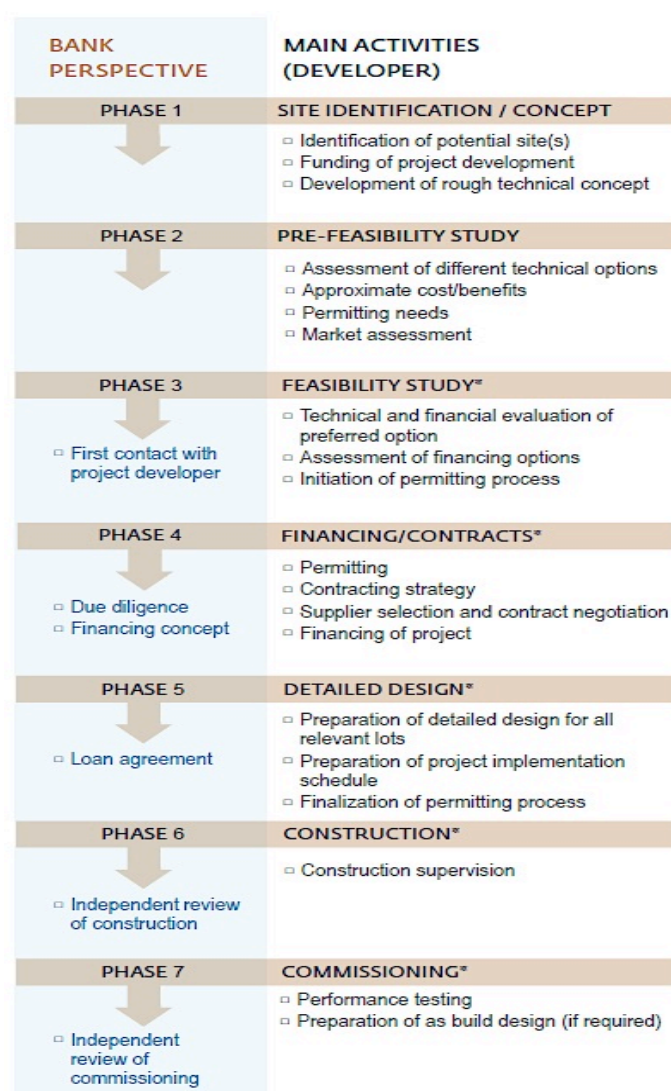 BANK
PERSPECTIVE
MAIN ACTIVITIES
(DEVELOPER)
PHASE 1
SITE IDENTIFICATION / CONCEPT
Identification of potential site(s)
Funding of project development
Development of rough technical concept
PHASE 2
PRE-FEASIBILITY STUDY
Assessment of different technical options
Approximate cost/benefits
Permitting needs
Market assessment
PHASE 3
First contact with
project developer
FEASIBILITY STUDY*
Technical and financial evaluation of
preferred option
Assessment of financing options
Initiation of permitting process
PHASE 4
Due diligence
Financing concept
FINANCING/CONTRACTS*
Permitting
Contracting strategy
Supplier selection and contract negotiation
Financing of project
PHASE 5
Loan agreement
DETAILED DESIGN*
Preparation of detailed design for all
relevant lots
Preparation of project implementation
schedule
Finalization of permitting process
PHASE 6
Independent review
of construction
CONSTRUCTION*
Construction supervision
PHASE 7
Independent
review of
commissioning
COMMISSIONING*
Performance testing
Preparation of as build design (if required)